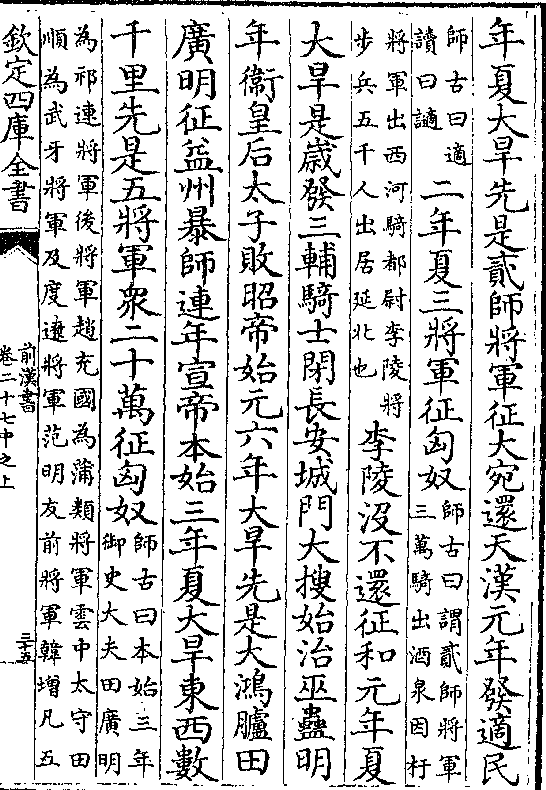 年夏大旱先是貳師將軍征大宛還天漢元年發適民
師古曰適
讀曰讁
二年夏三將軍征匈奴
師古曰謂貳師將軍
三萬騎出酒泉因杅
將軍出西河騎都尉李陵將
步兵五千人出居延北也
李陵沒不還征和元年夏
大旱是歲發三輔騎士閉長安城門大搜始治巫蠱明
年衞皇后太子敗昭帝始元六年大旱先是大鴻臚田
廣明征益州暴師連年宣帝本始三年夏大旱東西數
千里先是五將軍衆二十萬征匈奴
師古曰本始三年
御史大夫田廣明
為祁連將軍後將軍趙充國為蒲類將軍雲中太守田
順為武牙將軍及度遼將軍范明友前將軍韓增凡五
欽定四庫全書
前漢書
卷二十七中之上
三十五